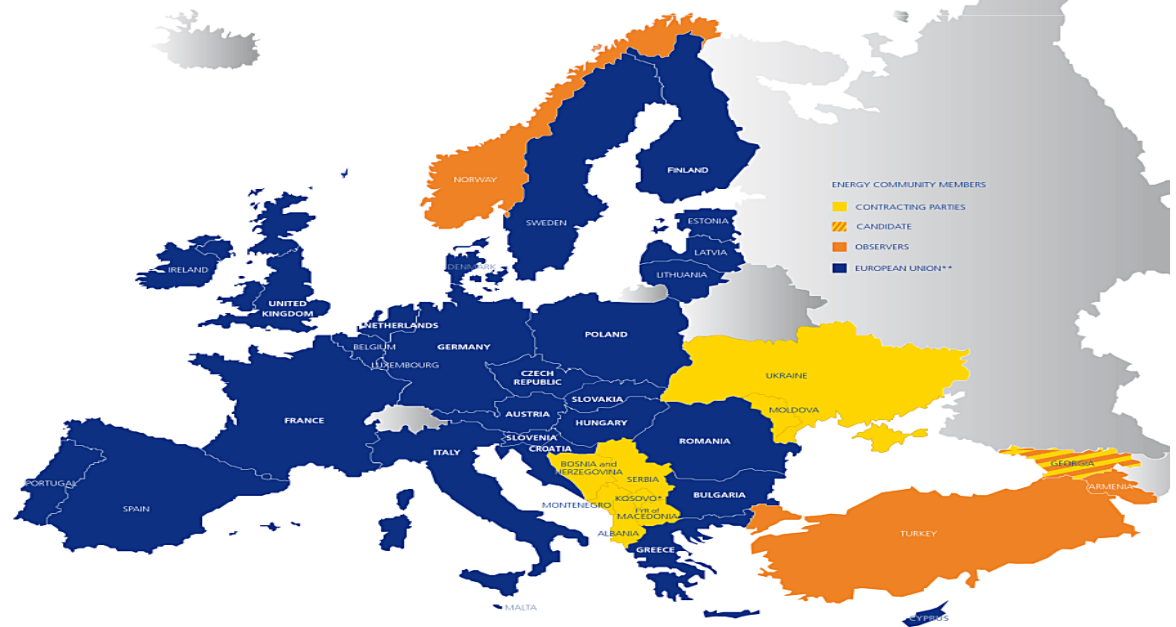 NORWAY
FINLAND
SWEDEN
ESTONIA
LATVIA
LITHUANIA
DENMARK
IRELAND
UNITED
KINGDOM
NETHERLANDS
BELGIUM
LUXEMBOURG
GERMANY
POLAND
CZECH
REPUBLIC
SLOVAKIA
AUSTRIA
HUNGARY
SLOVENIA
CROATIA
FRANCE
ITALY
ROMANIA
BULGARIA
PORTUGAL
SPAIN
UKRAINE
MOLDOVA
BOSNIA and
HERZEGOVINA
SERBIA
MONTENEGRO
KOSOVO*
FYR of
MACEDONIA
ALBANIA
GREECE
MALTA
CYPRUS
TURKEY
GEORGIA
ARMENIA
ENERGY COMMUNITY MEMBERS
CONTRACTING PARTIES
CANDIDATE
OBSERVERS
EUROPEAN UNION**